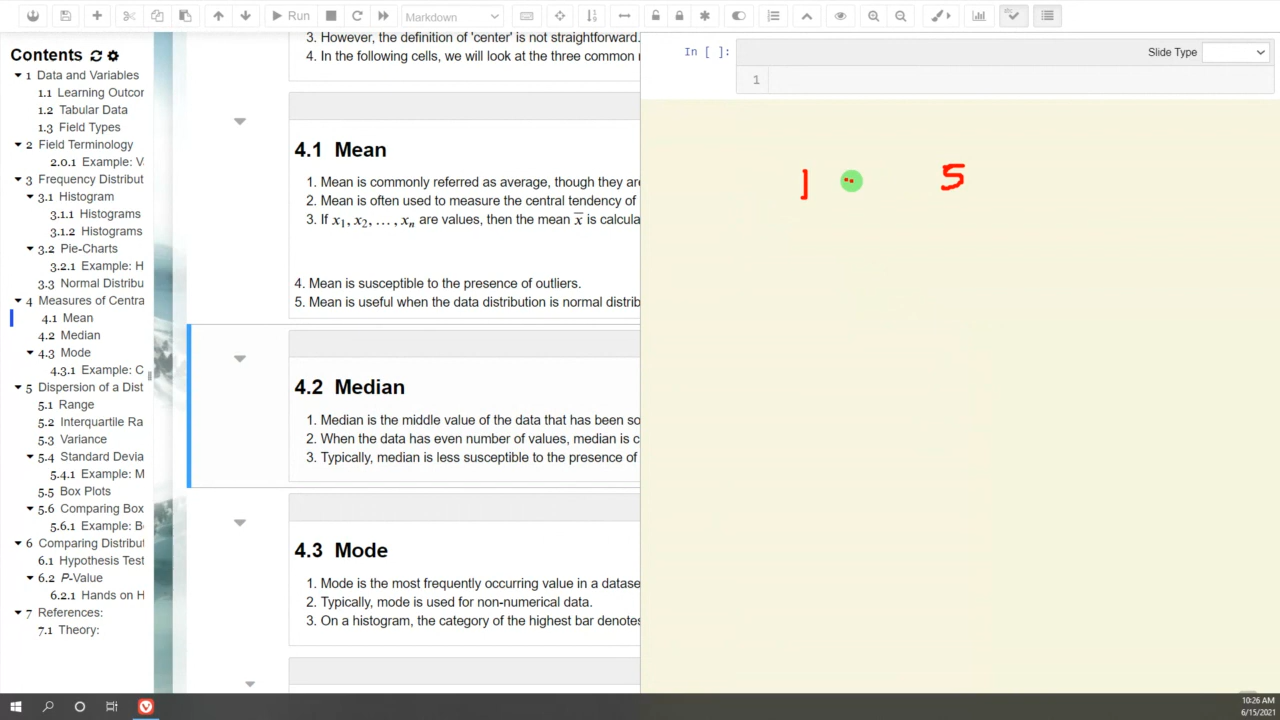 Run
Markdown
Contents
1 Data and Variables
1.1 Learning Outcor
1.2 Tabular Data
1.3 Field Types
2 Field Terminology
2.0.1 Example: V
3 Frequency Distribut
3.1 Histogram
3.1.1 Histograms
3.1.2 Histograms
3.2 Pie-Charts
3.2.1 Example: H
3.3 Normal Distribu
4 Measures of Centra
4.1 Mean
4.2 Median
4.3 Mode
4.3.1 Example: C
5 Dispersion of a Dist
5.1 Range
5.2 Interquartile Ra
5.3 Variance
5.4 Standard Devia
5.4.1 Example: M
5.5 Box Plots
5.6 Comparing Box
5.6.1 Example: Bo
6 Comparing Distribut
6.1 Hypothesis Test
6.2 P-Value
6.2.1 Hands on H
7 References:
7.1 Theory:
3. However, the definition of 'center' is not straightforward.
4. In the following cells, we will look at the three common r
4.1 Mean
1. Mean is commonly referred as average, though they are
2. Mean is often used to measure the central tendency of
3. If x₁, x₂, …, xₙ are values, then the mean x̅ is calcula
4. Mean is susceptible to the presence of outliers.
5. Mean is useful when the data distribution is normal distrib
4.2 Median
1. Median is the middle value of the data that has been so
2. When the data has even number of values, median is c
3. Typically, median is less susceptible to the presence of
4.3 Mode
1. Mode is the most frequently occurring value in a datase
2. Typically, mode is used for non-numerical data.
3. On a histogram, the category of the highest bar denotes
In [ ]:
Slide Type
1
1 5
10:26 AM
6/15/2021